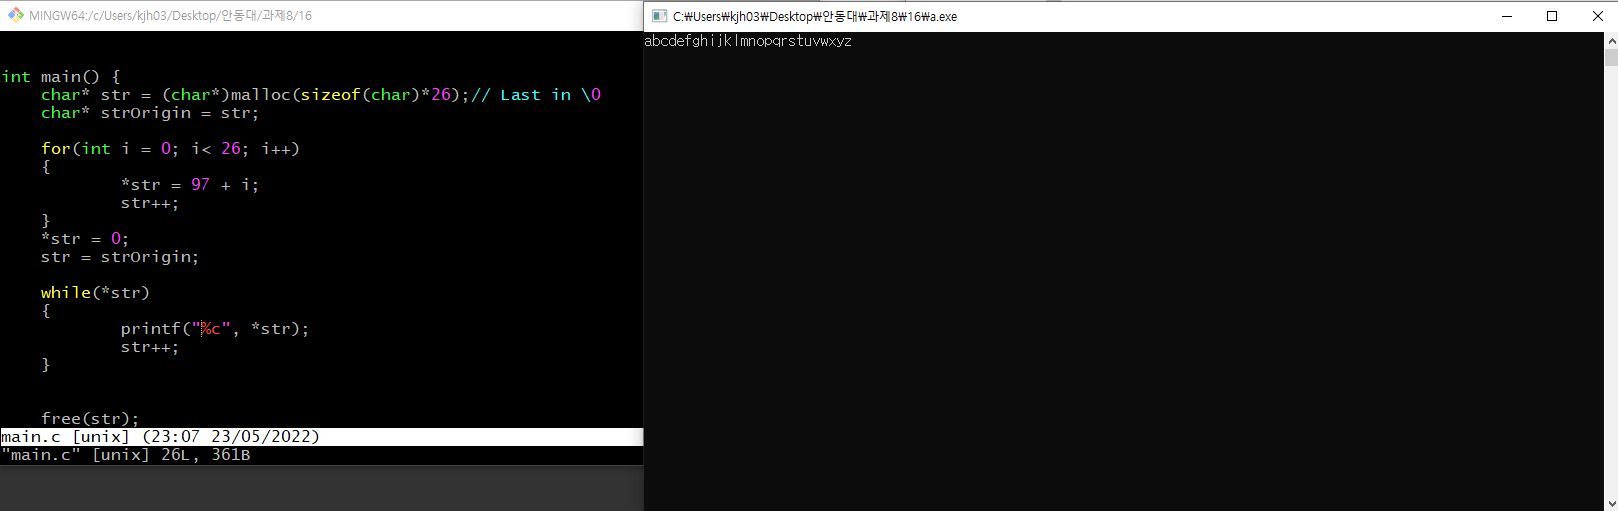 MINGW64:/c/Users/kjh03/Desktop/안동대/과제8/16
int main() {
char* str = (char*)malloc(sizeof(char)*26);// Last in \0
char* strOrigin = str;
for(int i = 0; i< 26; i++)
{
*str = 97 + i;
str++;
}
*str = 0;
str = strOrigin;
while(*str)
{
printf("%c", *str);
str++;
}
free(str);
main.c [unix] (23:07 23/05/2022)
"main.c" [unix] 26L, 361B
C:₩Users₩kjh03₩Desktop₩안동대₩과제8₩16₩a.exe
abcdefghijklmnopqrstuvwxyz